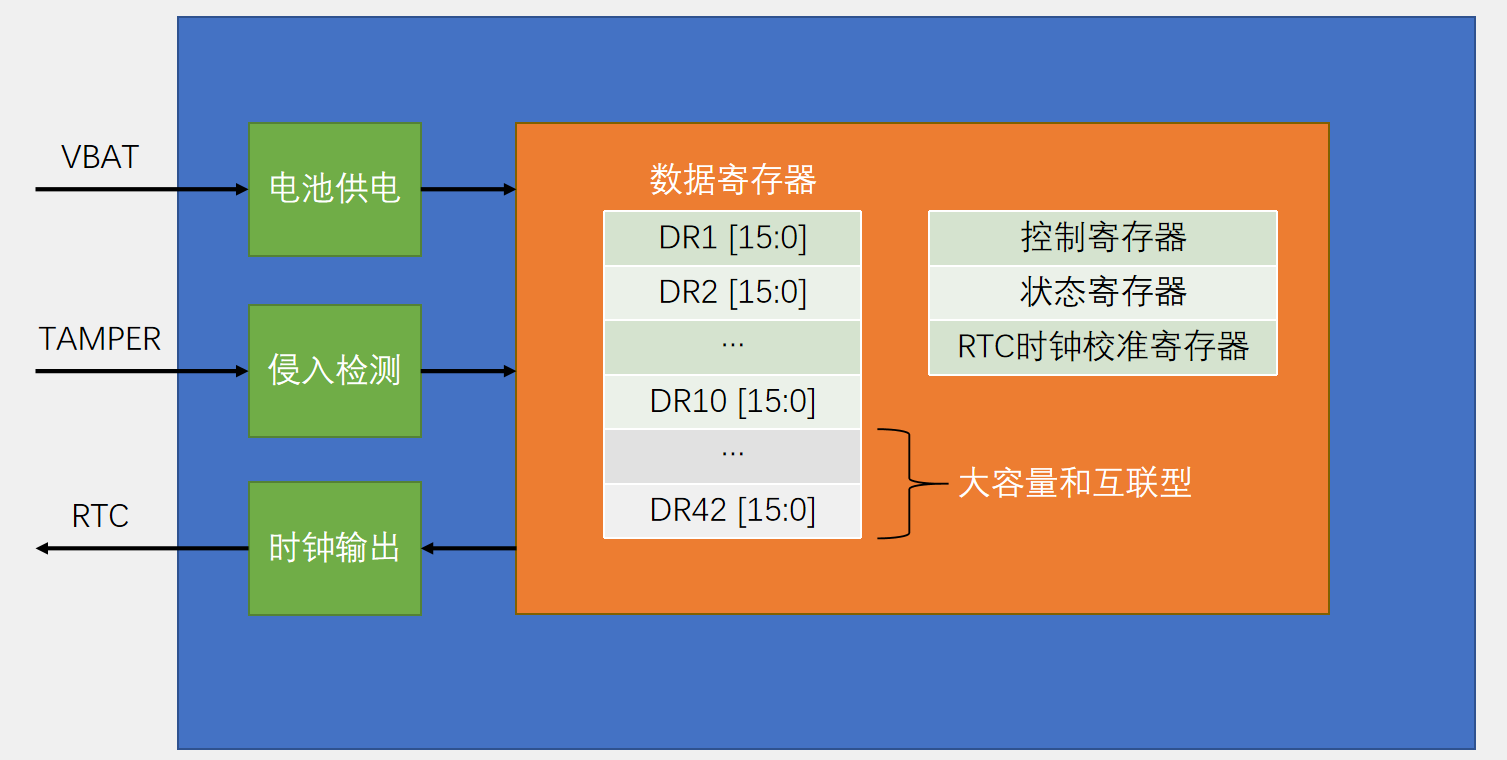 VBAT
电池供电
TAMPER
侵入检测
RTC
时钟输出
数据寄存器
DR1 [15:0]
DR2 [15:0]
...
DR10 [15:0]
...
DR42 [15:0]
控制寄存器
状态寄存器
RTC时钟校准寄存器
大容量和互联型